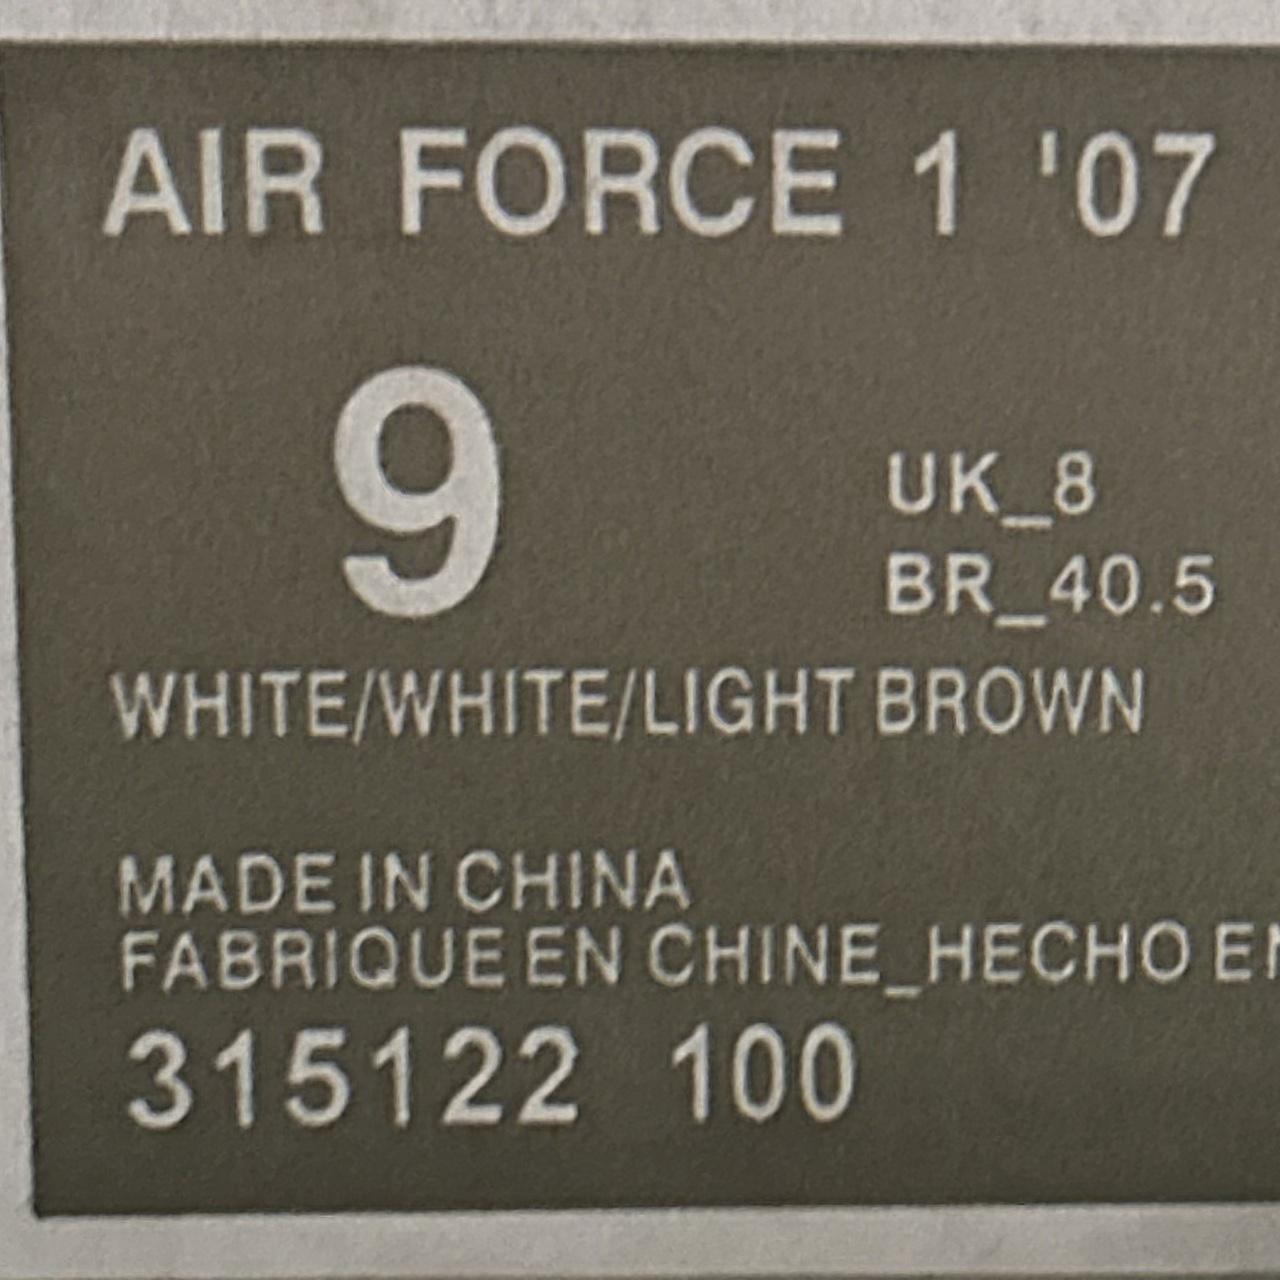 AIR FORCE 1 '07
9
UK_8
BR_40.5
WHITE/WHITE/LIGHT BROWN
MADE IN CHINA
FABRIQUE EN CHINE_HECHO EN
315122 100